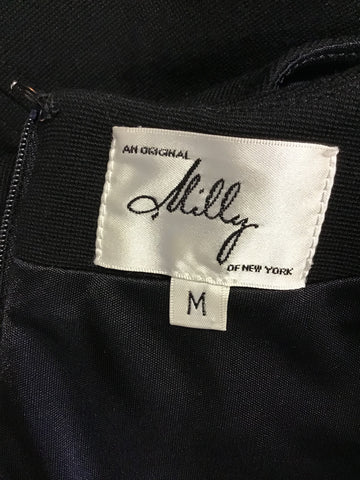 AN ORIGINAL
Milly
OF NEW YORK
M